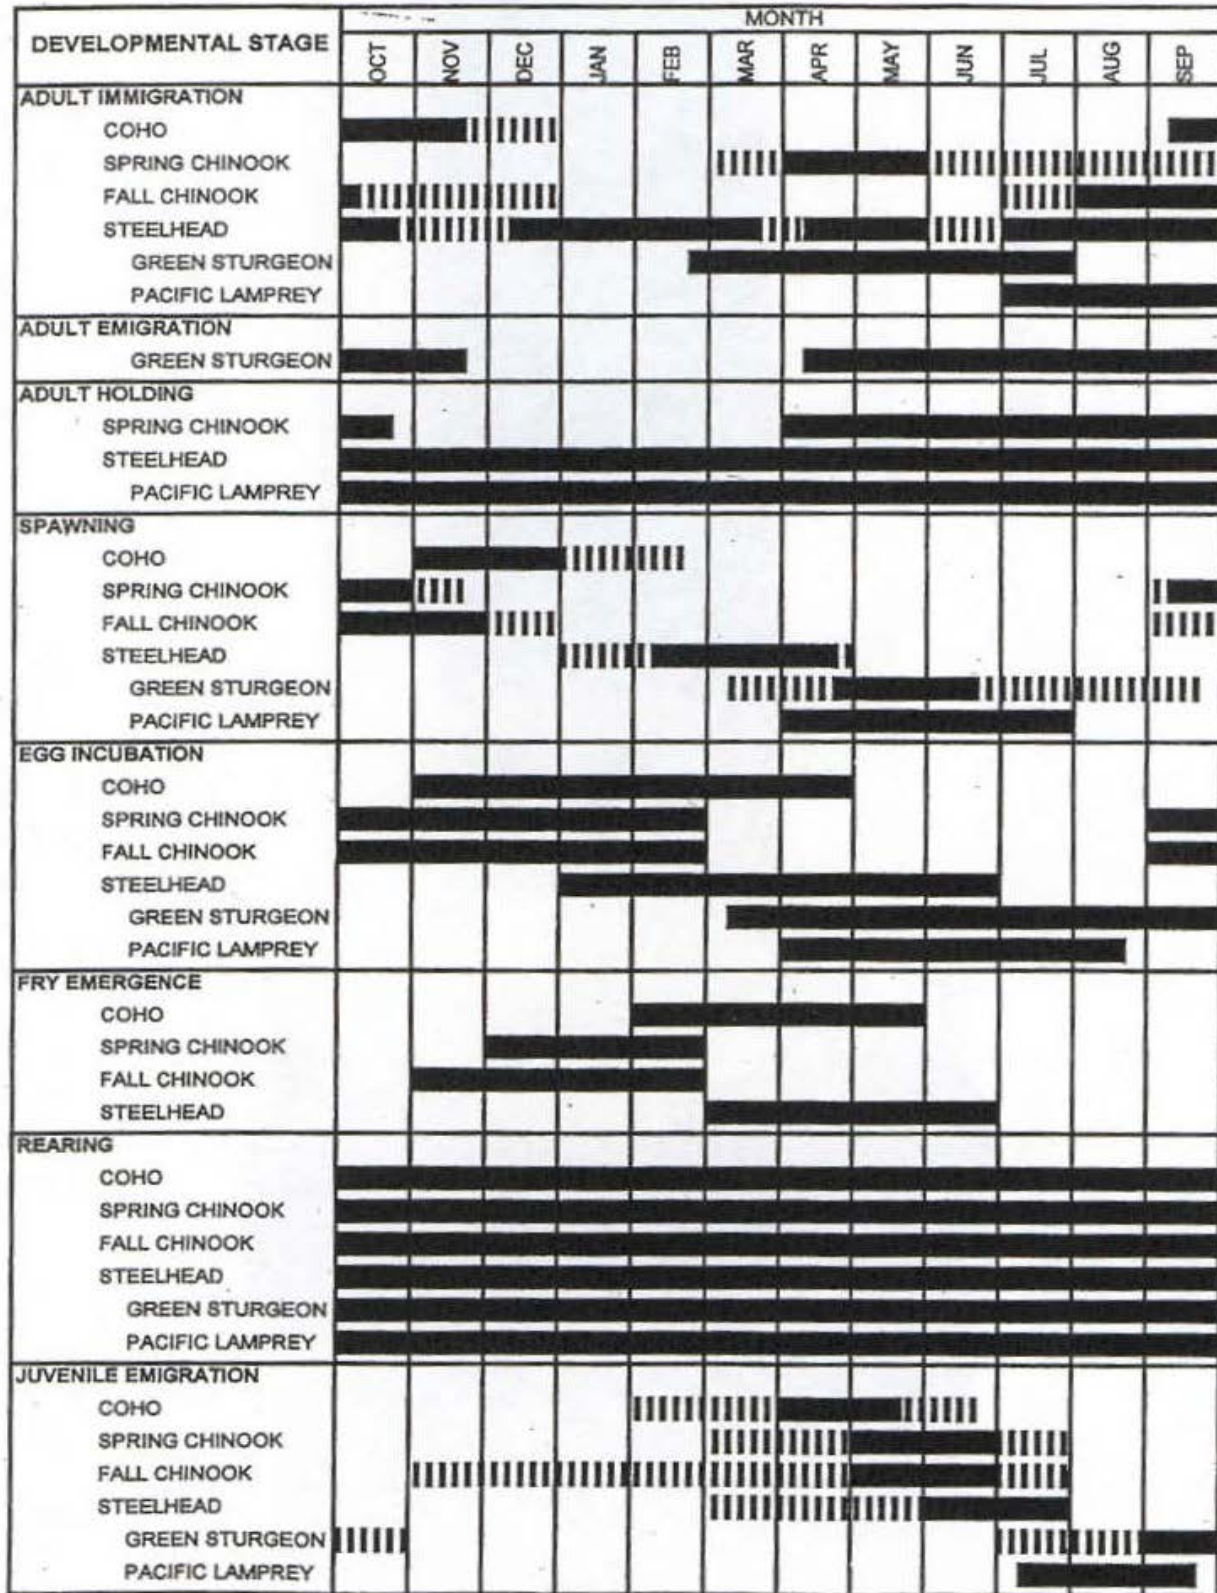 MONTH
DEVELOPMENTAL STAGE
OCT NOV DEC JAN FEB MAR APR MAY JUN JUL AUG SEP
ADULT IMMIGRATION
COHO
SPRING CHINOOK
FALL CHINOOK
STEELHEAD
GREEN STURGEON
PACIFIC LAMPREY
ADULT EMIGRATION
GREEN STURGEON
ADULT HOLDING
SPRING CHINOOK
STEELHEAD
PACIFIC LAMPREY
SPAWNING
COHO
SPRING CHINOOK
FALL CHINOOK
STEELHEAD
GREEN STURGEON
PACIFIC LAMPREY
EGG INCUBATION
COHO
SPRING CHINOOK
FALL CHINOOK
STEELHEAD
GREEN STURGEON
PACIFIC LAMPREY
FRY EMERGENCE
COHO
SPRING CHINOOK
FALL CHINOOK
STEELHEAD
REARING
COHO
SPRING CHINOOK
FALL CHINOOK
STEELHEAD
GREEN STURGEON
PACIFIC LAMPREY
JUVENILE EMIGRATION
COHO
SPRING CHINOOK
FALL CHINOOK
STEELHEAD
GREEN STURGEON
PACIFIC LAMPREY